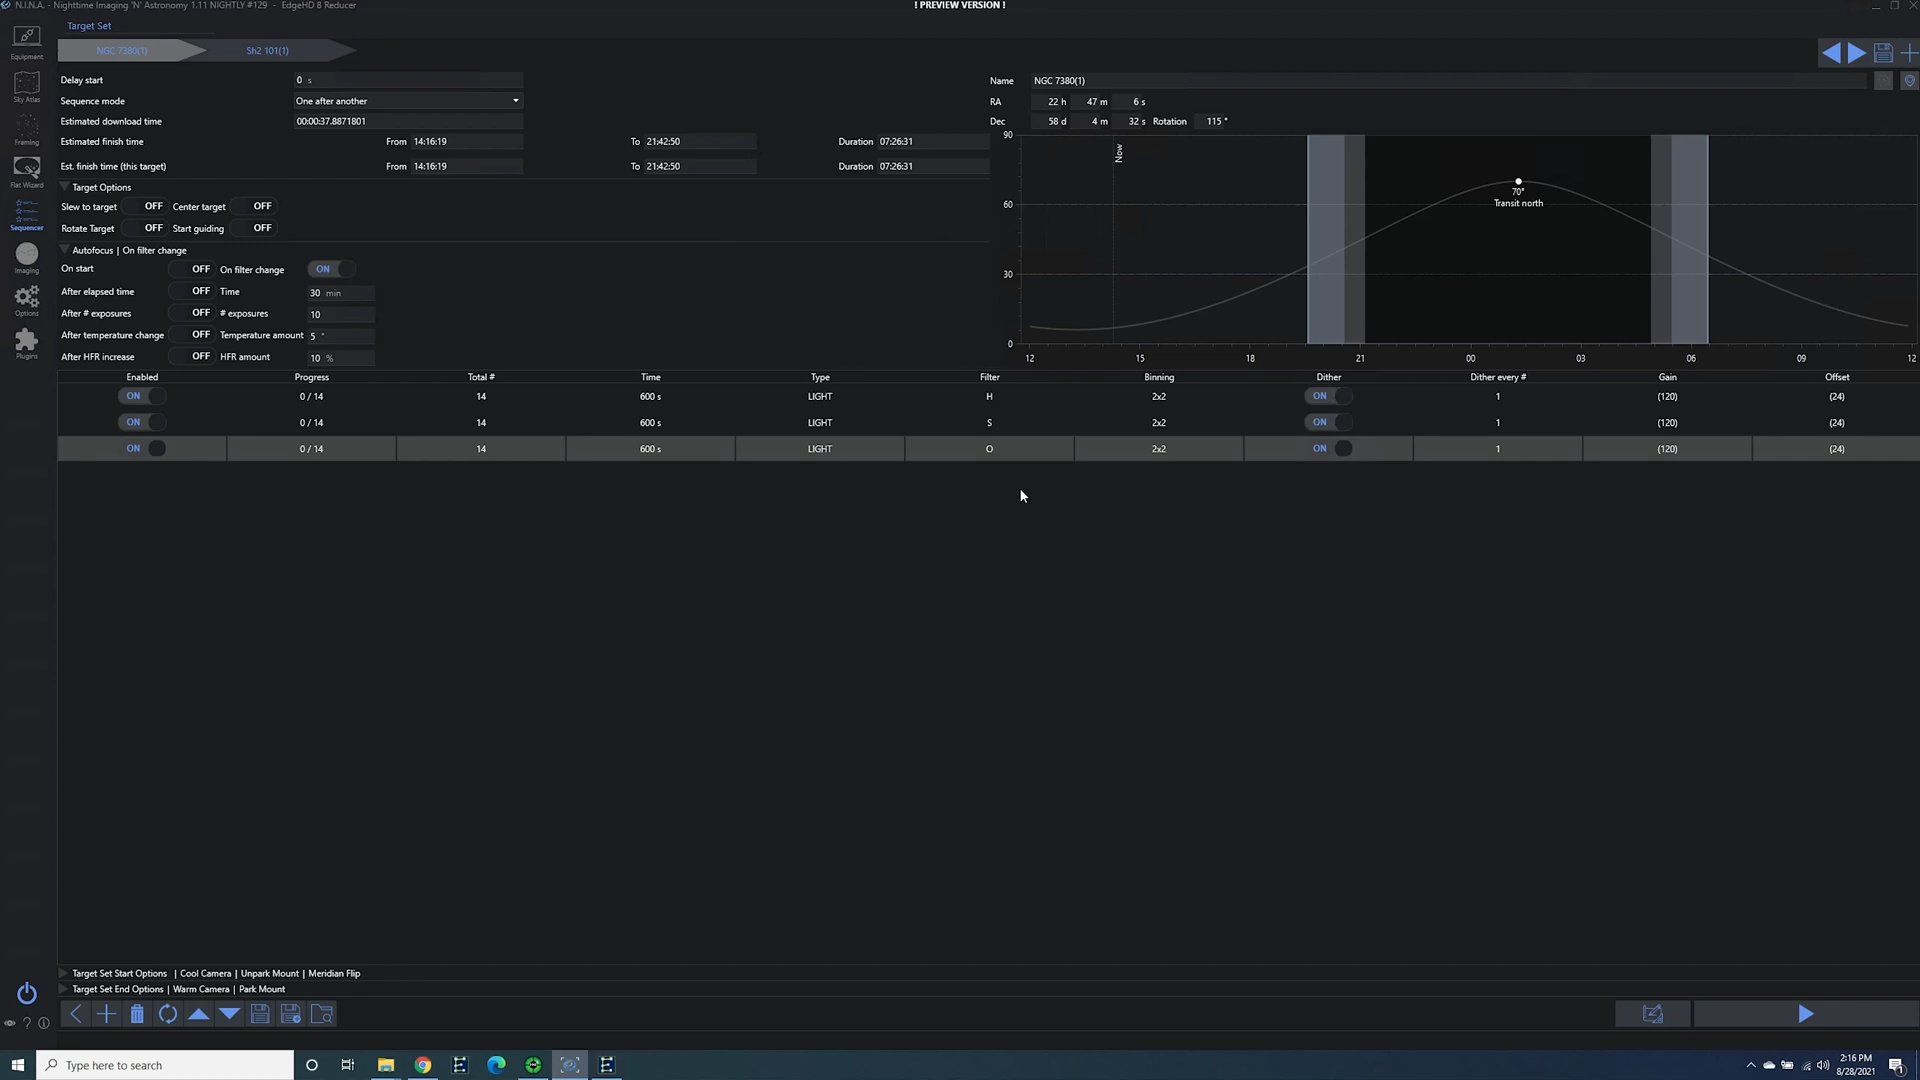 N.I.N.A. - Nighttime Imaging 'N' Astronomy 1.11 NIGHTLY #129 - EdgeHD 8 Reducer
! PREVIEW VERSION !
Target Set
NGC 7380(1) Sh2 101(1)
Equipment
Sky Atlas
Framing
Flat Wizard
Sequencer
Imaging
Options
Plugins
Delay start 0 s
Sequence mode One after another
Estimated download time 00:00:37.8871801
Estimated finish time From 14:16:19 To 21:42:50 Duration 07:26:31
Est. finish time (this target) From 14:16:19 To 21:42:50 Duration 07:26:31
Target Options
Slew to target OFF Center target OFF
Rotate Target OFF Start guiding OFF
Autofocus | On filter change
On start OFF On filter change ON
After elapsed time OFF Time 30 min
After # exposures OFF # exposures 10
After temperature change OFF Temperature amount 5 °
After HFR increase OFF HFR amount 10 %
Name NGC 7380(1)
RA 22 h 47 m 6 s
Dec 58 d 4 m 32 s Rotation 115 °
90
60
30
0
Now
70°
Transit north
12 15 18 21 00 03 06 09 12
Enabled Progress Total # Time Type Filter Binning Dither Dither every # Gain Offset
ON 0 / 14 14 600 s LIGHT H 2x2 ON 1 (120) (24)
ON 0 / 14 14 600 s LIGHT S 2x2 ON 1 (120) (24)
ON 0 / 14 14 600 s LIGHT O 2x2 ON 1 (120) (24)
Target Set Start Options | Cool Camera | Unpark Mount | Meridian Flip
Target Set End Options | Warm Camera | Park Mount
Type here to search
2:16 PM
8/28/2021